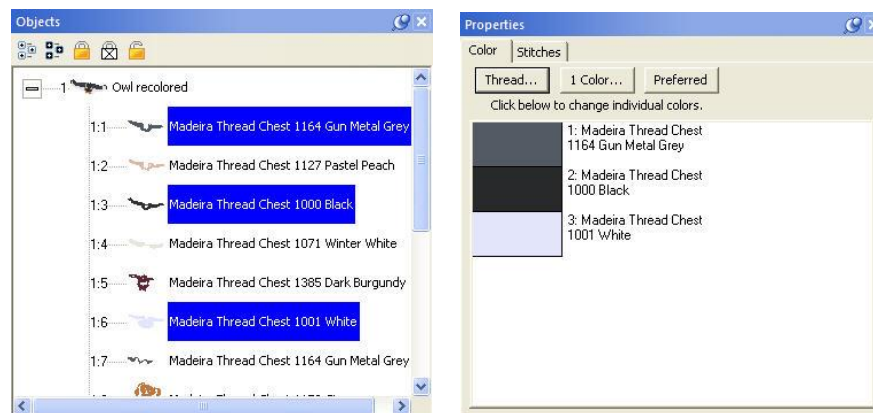 Objects
1 Owl recolored
1:1 Madeira Thread Chest 1164 Gun Metal Grey
1:2 Madeira Thread Chest 1127 Pastel Peach
1:3 Madeira Thread Chest 1000 Black
1:4 Madeira Thread Chest 1071 Winter White
1:5 Madeira Thread Chest 1385 Dark Burgundy
1:6 Madeira Thread Chest 1001 White
1:7 Madeira Thread Chest 1164 Gun Metal Grey
Properties
Color Stitches
Thread... 1 Color... Preferred
Click below to change individual colors.
1: Madeira Thread Chest
1164 Gun Metal Grey
2: Madeira Thread Chest
1000 Black
3: Madeira Thread Chest
1001 White